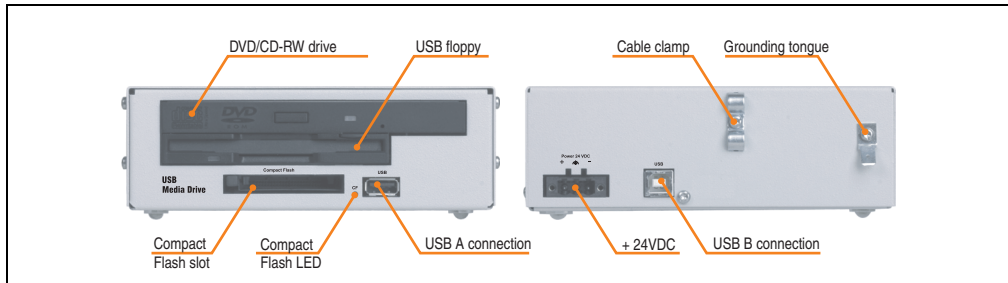 DVD/CD-RW drive
USB floppy
Cable clamp
Grounding tongue
DVD
Compact Flash
USB
USB
Media Drive
CF
Power 24 VDC
+ -
USB
Compact
Flash slot
Compact
Flash LED
USB A connection
+ 24VDC
USB B connection